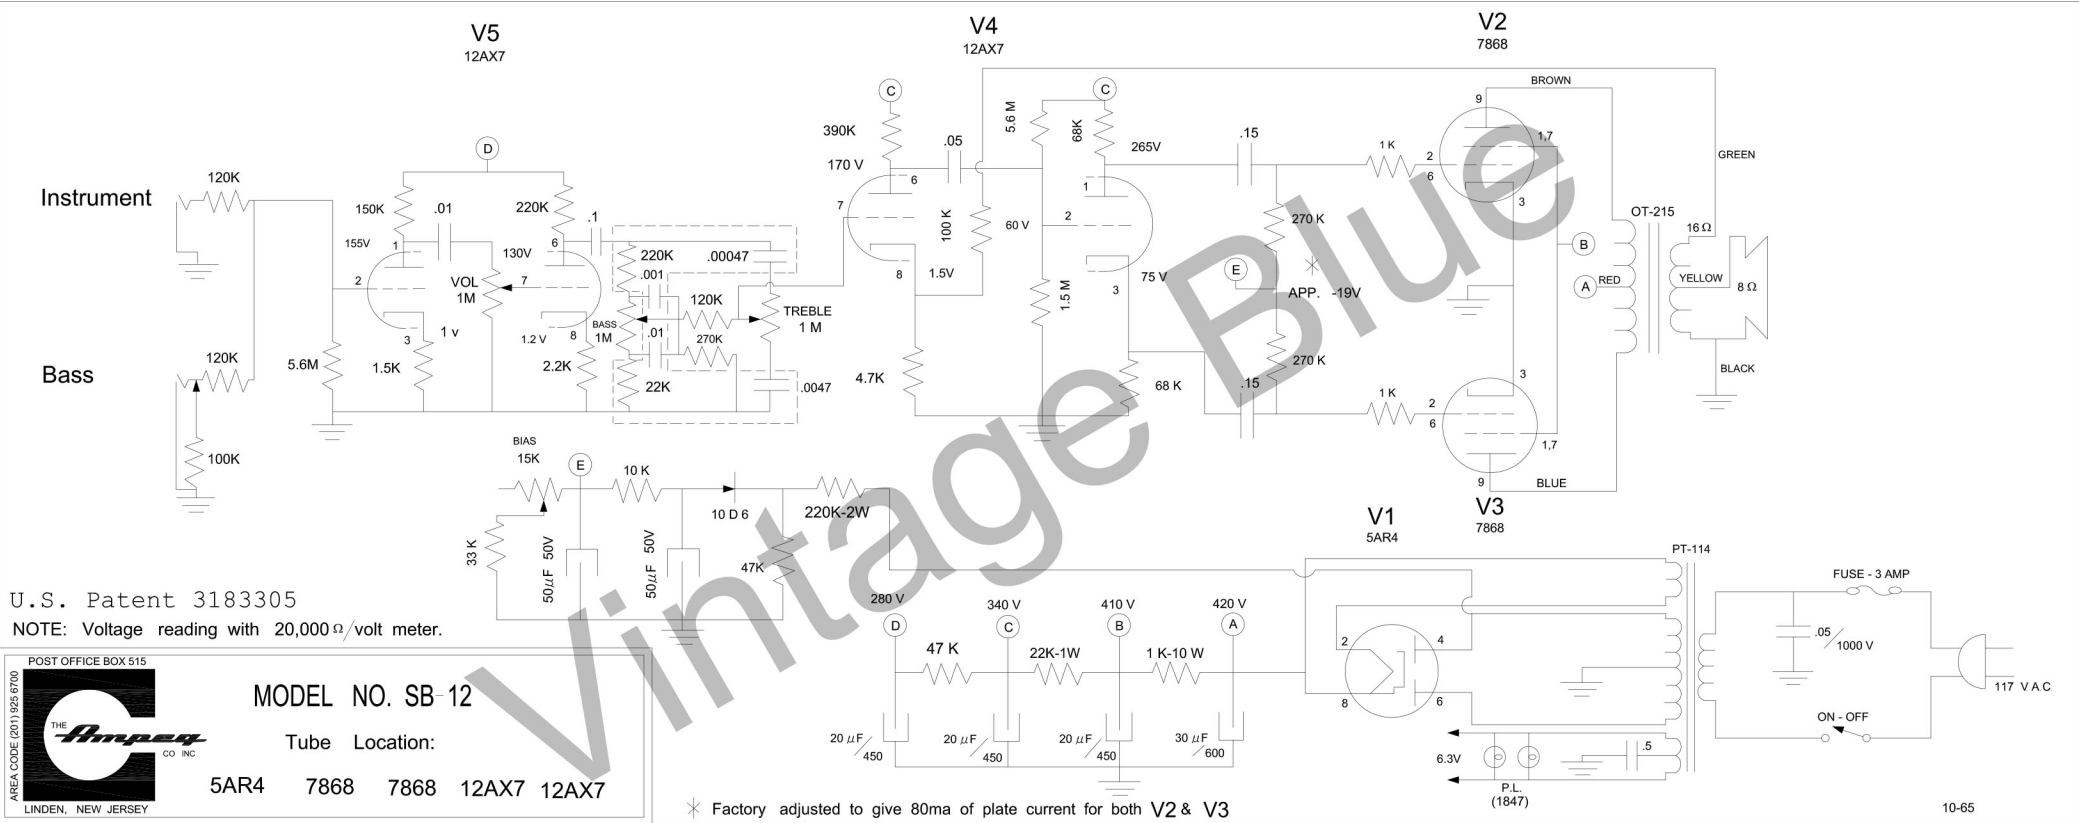 V5
12AX7
V4
12AX7
V2
7868
C
C
BROWN
9
390K
5.6 M
68K
.05
.15
265V
1 K
1,7
2
6
GREEN
D
170 V
6
1
Instrument
120K
150K
.01
220K
.1
7
100 K
60 V
2
270 K
3
OT-215
155V
1
130V
6
220K
.00047
8
1.5V
E
B
16 Ω
2
VOL
1M
7
.001
120K
TREBLE
1 M
1.5 M
75 V
3
APP. -19V
A
RED
YELLOW
8 Ω
3
1 v
1.2 V
8
BASS
1M
.01
270K
270 K
Bass
120K
5.6M
1.5K
2.2K
22K
.0047
4.7K
68 K
.15
1 K
3
2
6
BLACK
100K
BIAS
15K
E
10 K
1,7
9
BLUE
10 D 6
220K-2W
V1
5AR4
V3
7868
33 K
50µF 50V
50µF 50V
47K
PT-114
FUSE - 3 AMP
U.S. Patent 3183305
NOTE: Voltage reading with 20,000 Ω/volt meter.
280 V
340 V
410 V
420 V
D
C
B
A
2
4
.05/1000 V
47 K
22K-1W
1 K-10 W
8
6
117 V A C
20 µF/450
20 µF/450
20 µF/450
30 µF/600
6.3V
.5
ON - OFF
P.L.
(1847)
POST OFFICE BOX 515
AREA CODE (201) 925 6700
THE
Ampeg
CO INC
LINDEN, NEW JERSEY
MODEL NO. SB-12
Tube Location:
5AR4 7868 7868 12AX7 12AX7
Factory adjusted to give 80ma of plate current for both V2 & V3
10-65
Vintage Blue